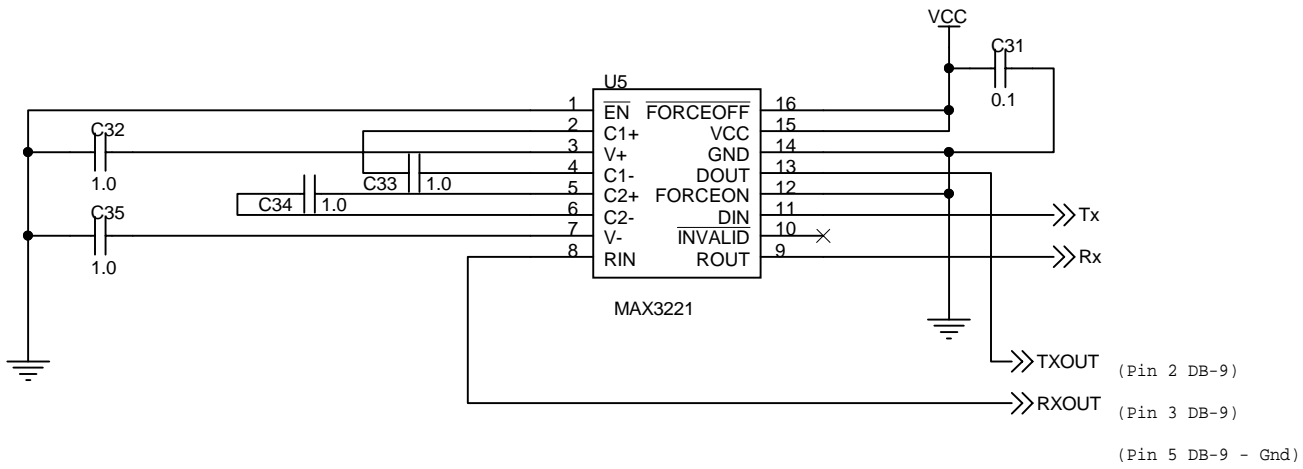 VCC
C31
0.1
U5
1 EN FORCEOFF 16
2 C1+ VCC 15
3 V+ GND 14
4 C1- DOUT 13
5 C2+ FORCEON 12
6 C2- DIN 11
7 V- INVALID 10
8 RIN ROUT 9
MAX3221
C32
1.0
C33 1.0
C34 1.0
C35
1.0
Tx
Rx
TXOUT (Pin 2 DB-9)
RXOUT (Pin 3 DB-9)
(Pin 5 DB-9 - Gnd)